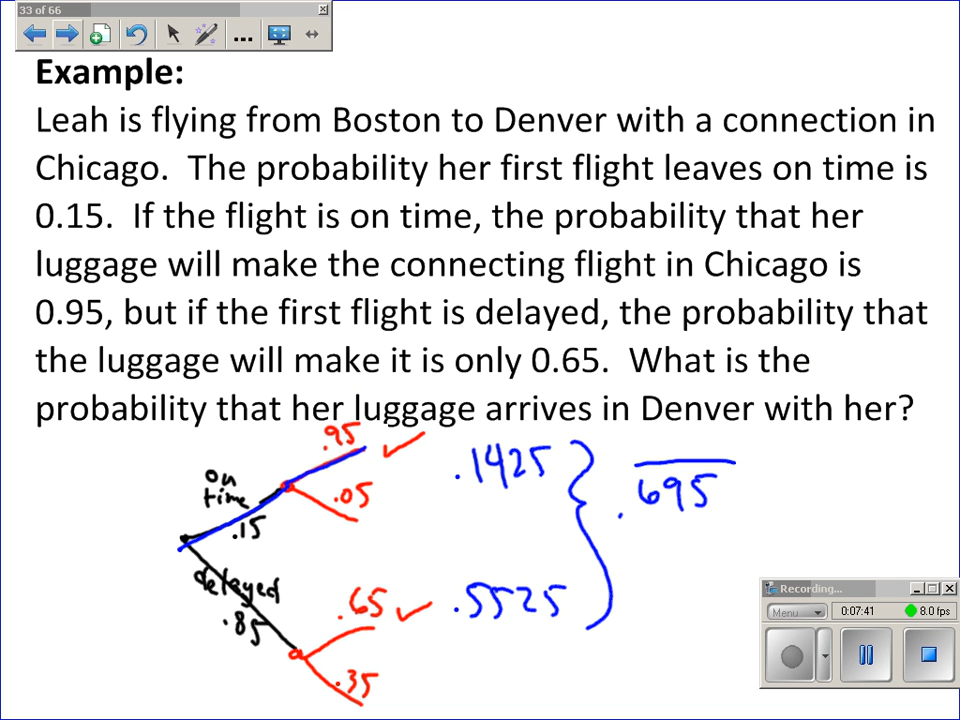 33 of 66
Example:
Leah is flying from Boston to Denver with a connection in
Chicago. The probability her first flight leaves on time is
0.15. If the flight is on time, the probability that her
luggage will make the connecting flight in Chicago is
0.95, but if the first flight is delayed, the probability that
the luggage will make it is only 0.65. What is the
probability that her luggage arrives in Denver with her?
.95
on
time
.15
.05
.1425
.695
delayed
.85
.65
.5525
.35
Recording...
Menu
0:07:41
8.0 fps